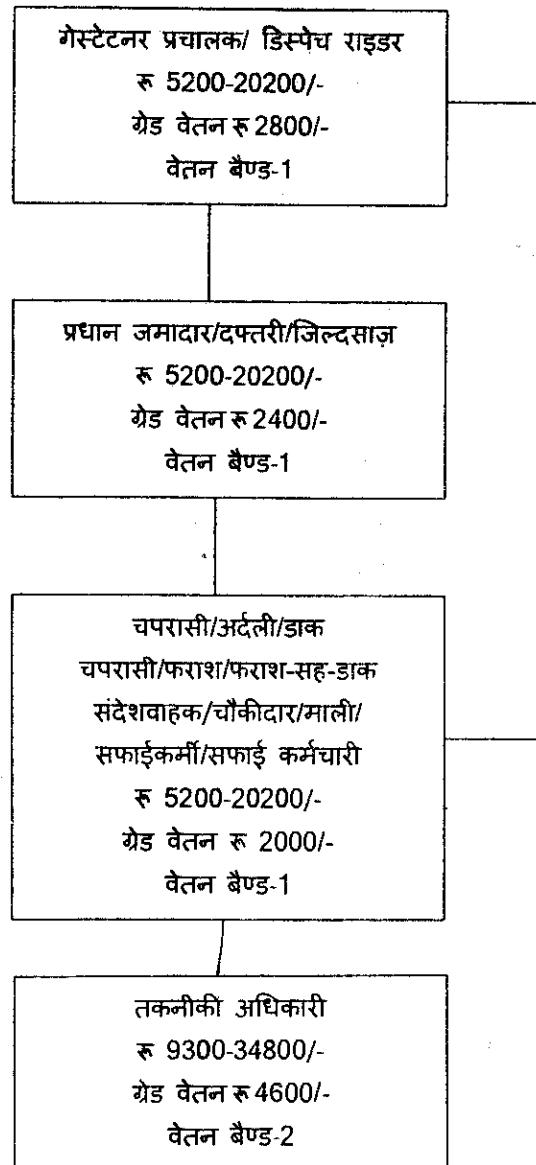 गेस्टेटनर प्रचालक/ डिस्पेच राइडर
रू 5200-20200/-
ग्रेड वेतन रू 2800/-
वेतन बैण्ड-1
प्रधान जमादार/दफ्तरी/जिल्दसाज़
रू 5200-20200/-
ग्रेड वेतन रू 2400/-
वेतन बैण्ड-1
चपरासी/अर्दली/डाक
चपरासी/फराश/फराश-सह-डाक
संदेशवाहक/चौकीदार/माली/
सफाईकर्मी/सफाई कर्मचारी
रू 5200-20200/-
ग्रेड वेतन रू 2000/-
वेतन बैण्ड-1
तकनीकी अधिकारी
रू 9300-34800/-
ग्रेड वेतन रू 4600/-
वेतन बैण्ड-2